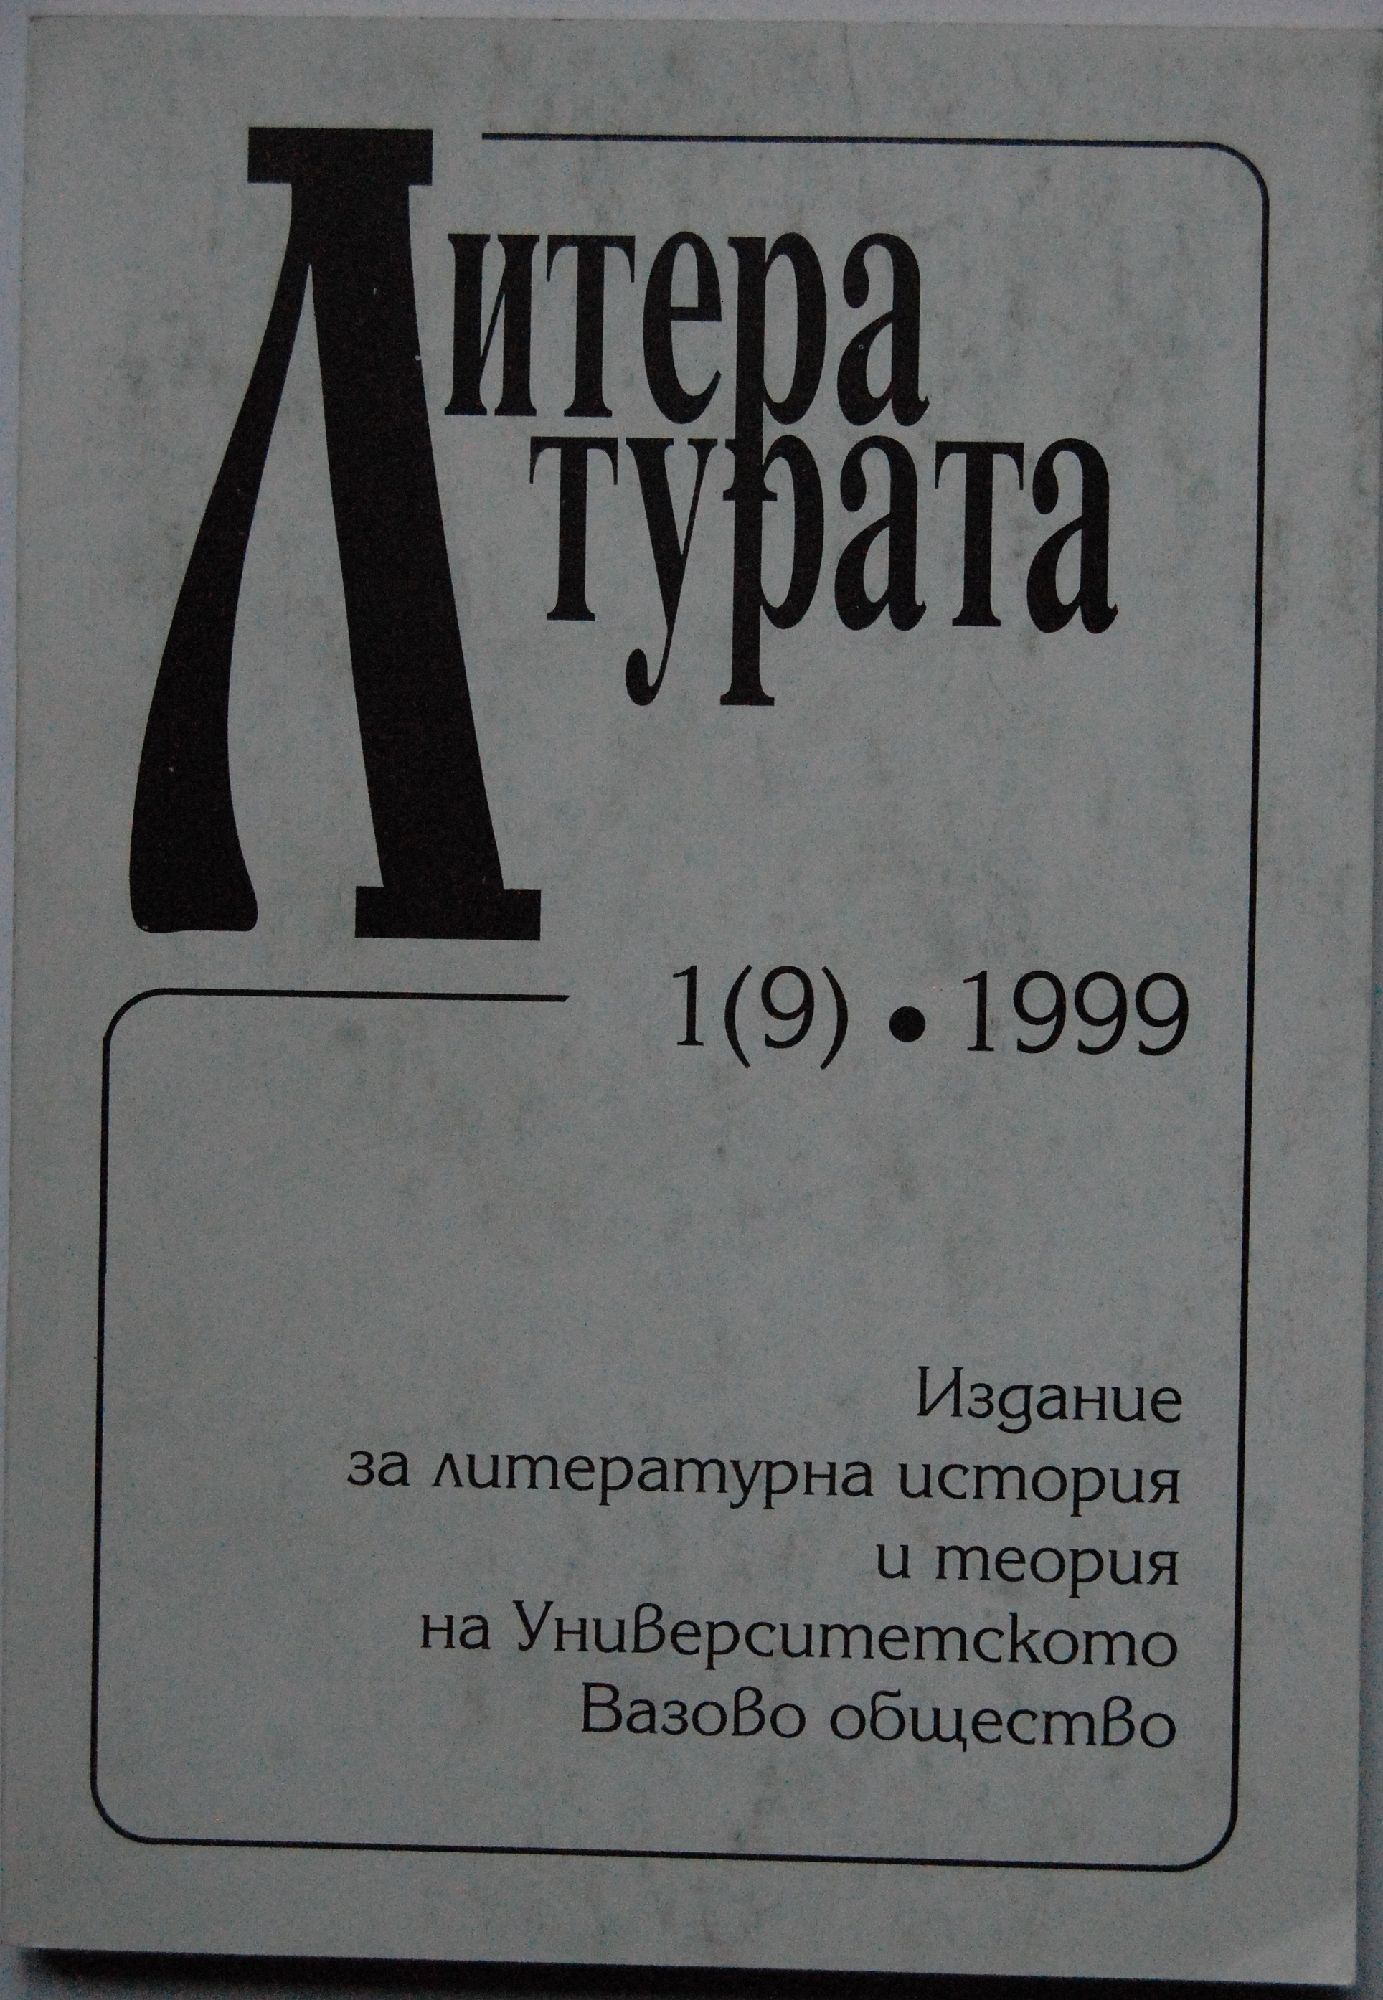 Литера
турата
1(9) • 1999
Издание
за литературна история
и теория
на Университетското
Вазово общество